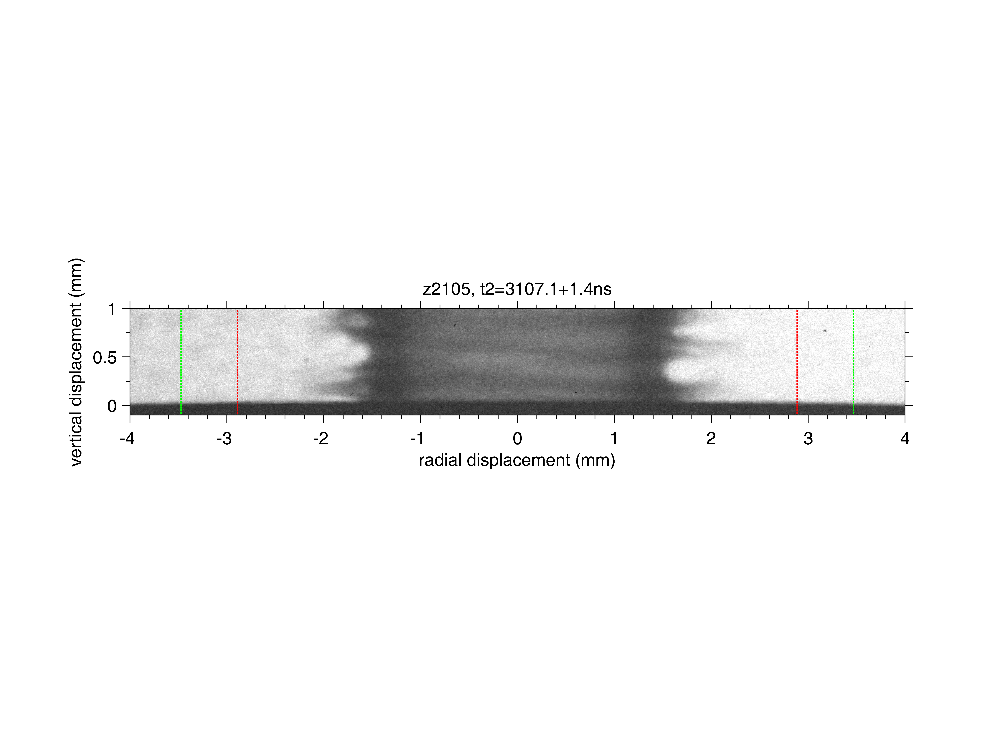 z2105, t2=3107.1+1.4ns
vertical displacement (mm)
1
0.5
0
-4 -3 -2 -1 0 1 2 3 4
radial displacement (mm)